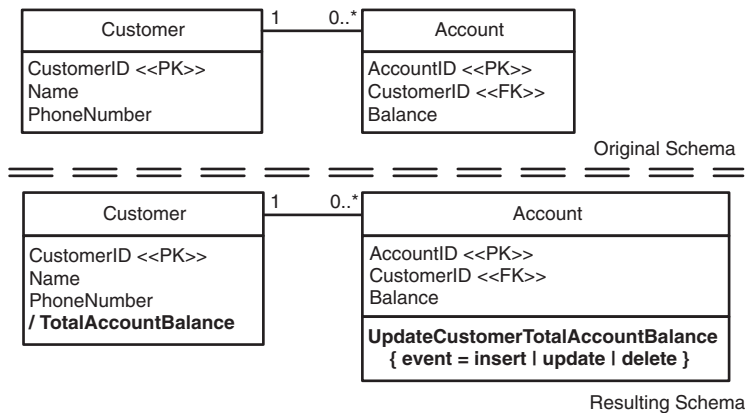 Customer
1
0..*
Account
CustomerID <<PK>>
Name
PhoneNumber
AccountID <<PK>>
CustomerID <<FK>>
Balance
Original Schema
Customer
1
0..*
Account
CustomerID <<PK>>
Name
PhoneNumber
/ TotalAccountBalance
AccountID <<PK>>
CustomerID <<FK>>
Balance
UpdateCustomerTotalAccountBalance
{ event = insert | update | delete }
Resulting Schema